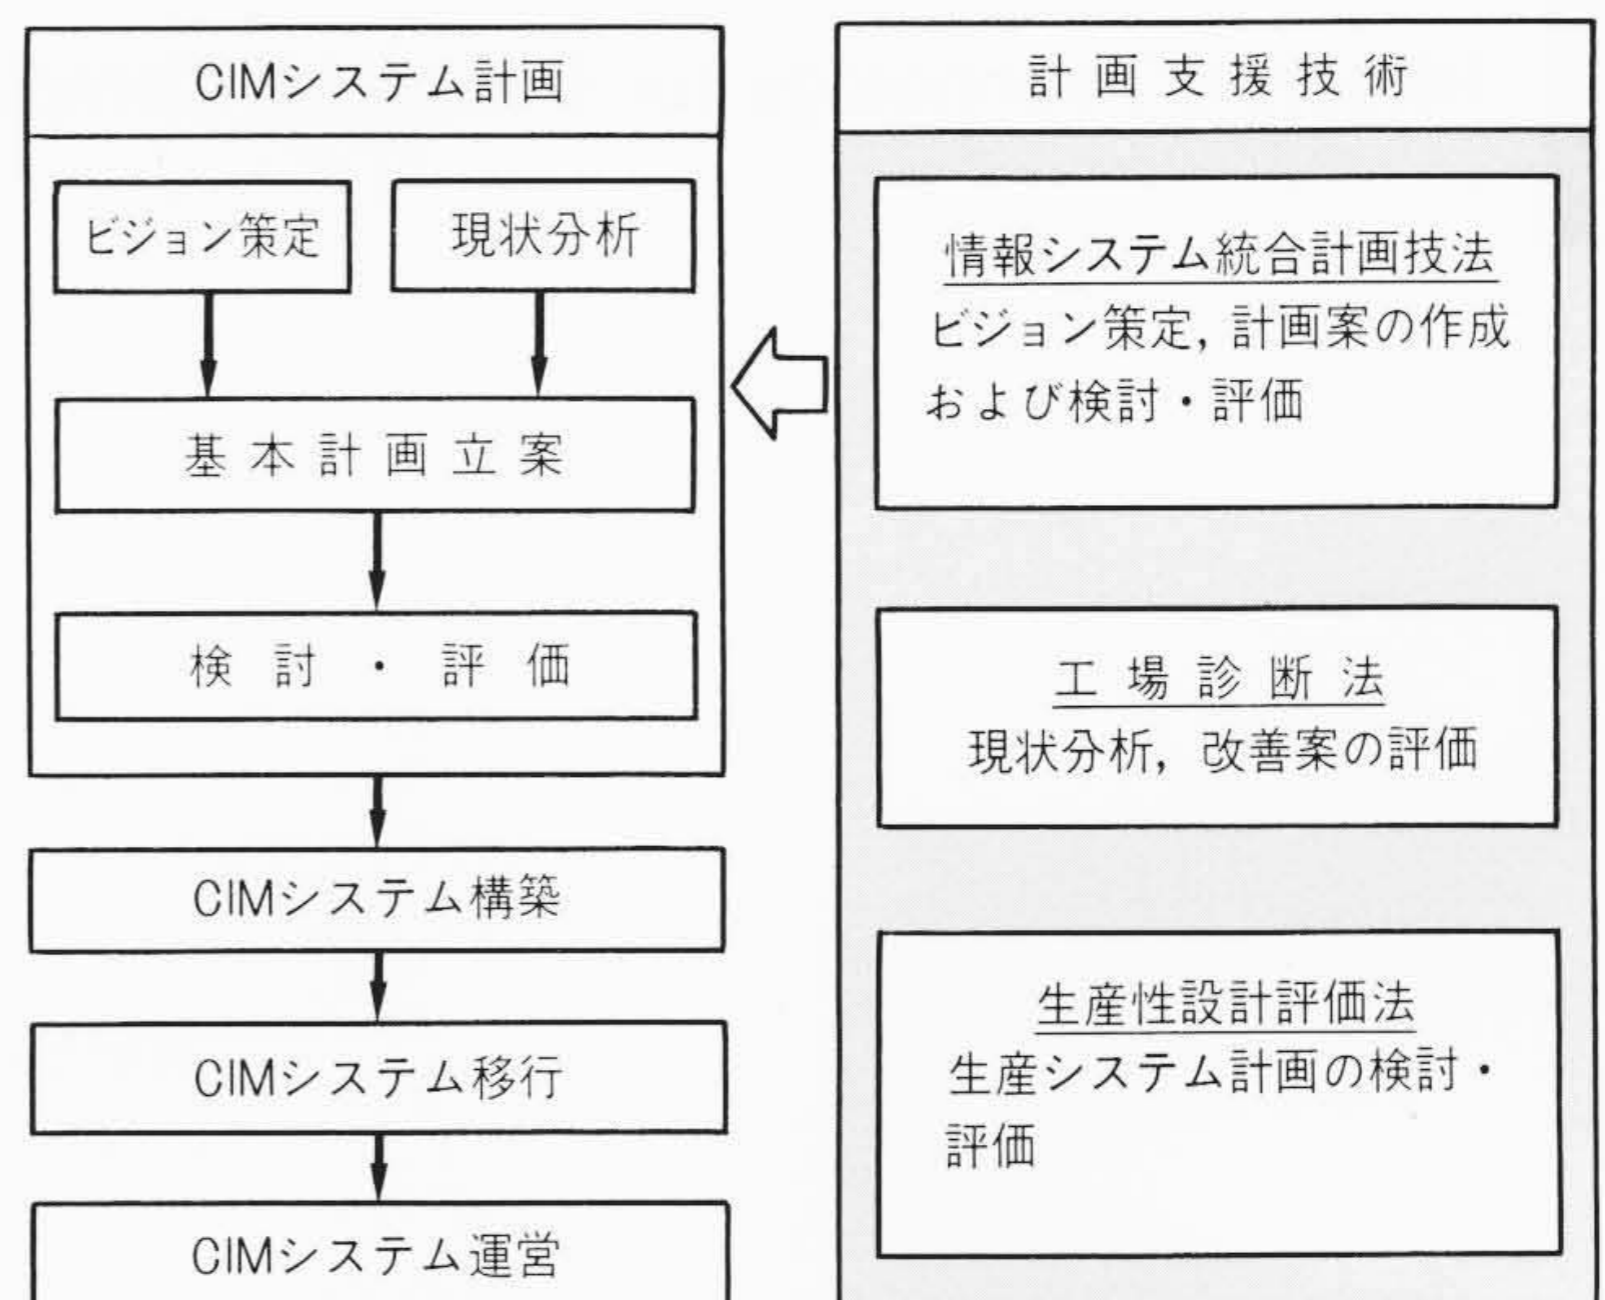 CIMシステム計画
ビジョン策定
現状分析
基本計画立案
検討・評価
CIMシステム構築
CIMシステム移行
CIMシステム運営
計画支援技術
情報システム統合計画技法
ビジョン策定, 計画案の作成
および検討・評価
工場診断法
現状分析, 改善案の評価
生産性設計評価法
生産システム計画の検討・
評価